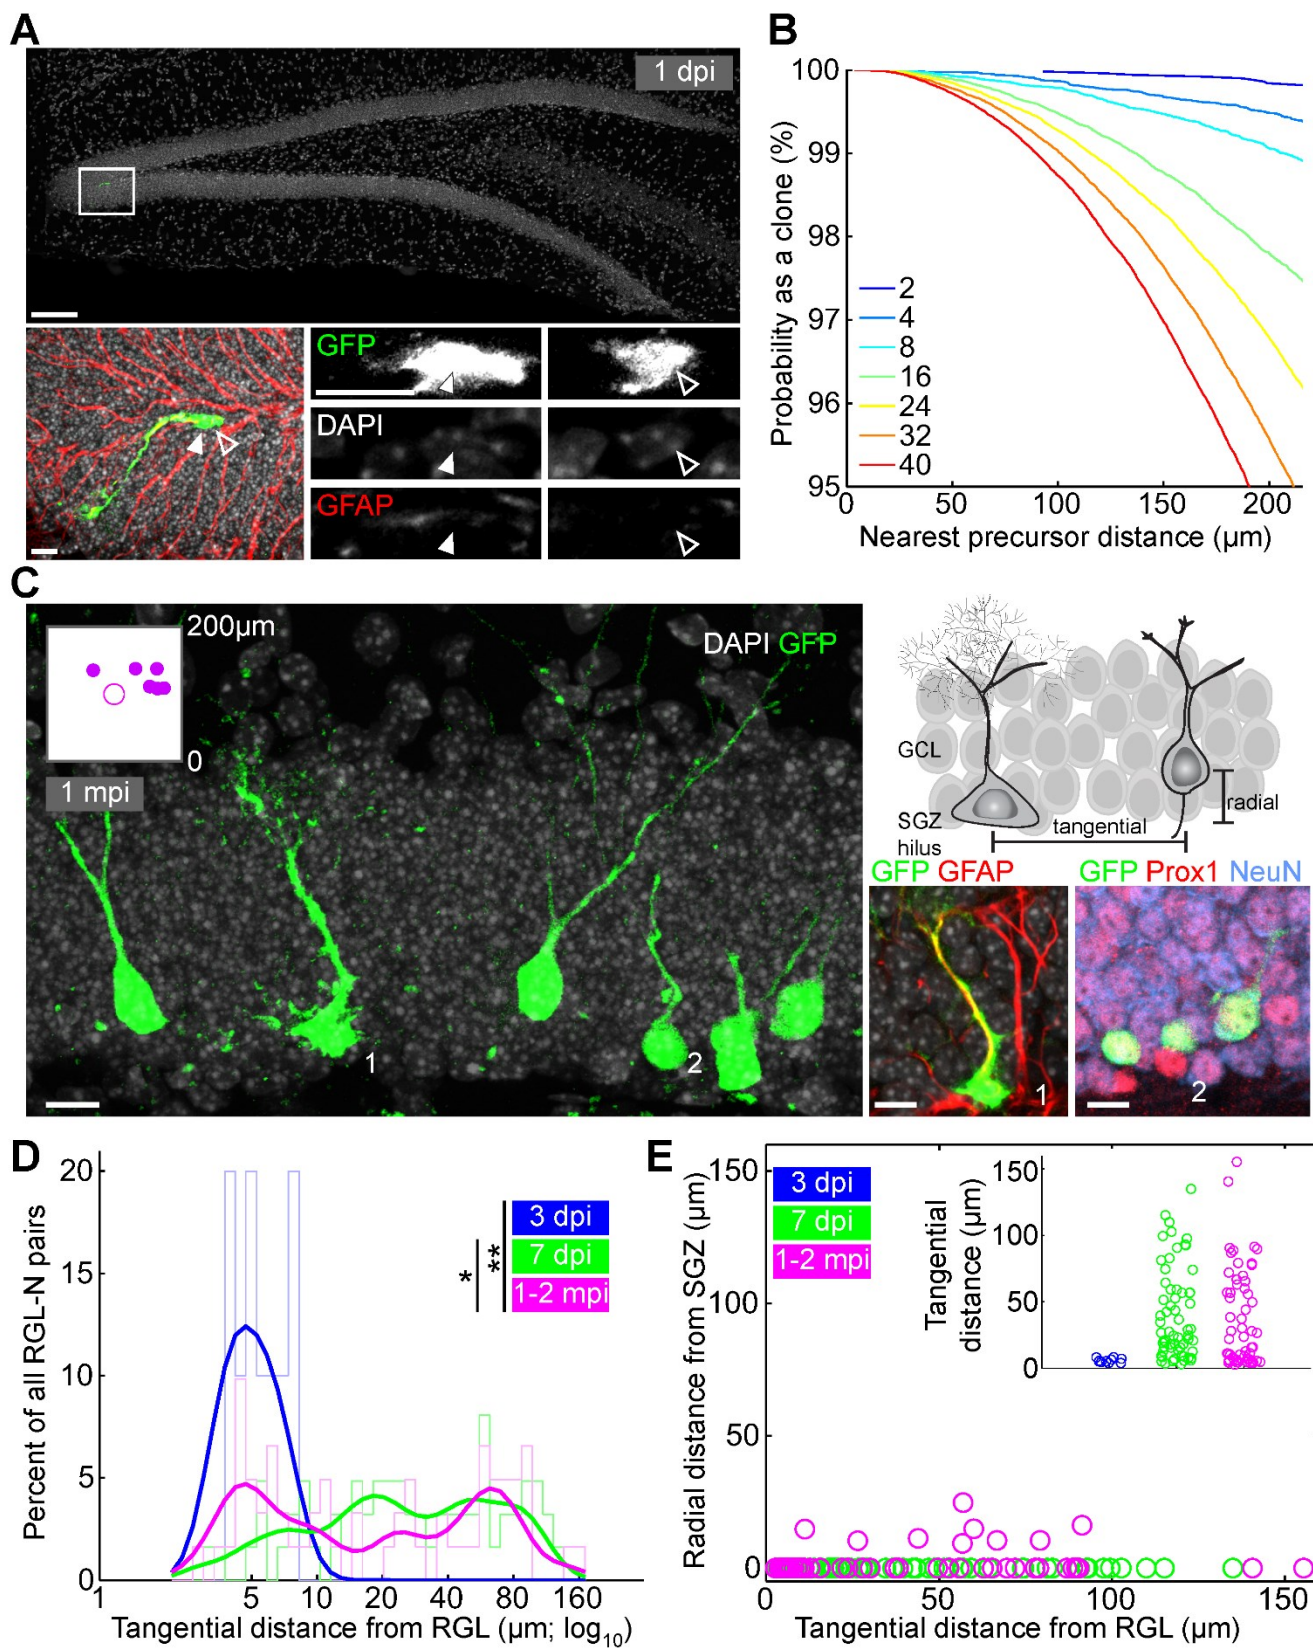 A
1 dpi
GFP
DAPI
GFAP
B
Probability as a clone (%)
100
99
98
97
96
95
2
4
8
16
24
32
40
0
50
100
150
200
Nearest precursor distance (µm)
C
200µm
0
1 mpi
DAPI GFP
1
2
GCL
SGZ
hilus
radial
tangential
GFP GFAP
1
GFP Prox1 NeuN
2
D
Percent of all RGL-N pairs
20
15
10
5
0
3 dpi
7 dpi
1-2 mpi
*
**
1
5
10
20
40
80
160
Tangential distance from RGL (µm; log10)
E
Radial distance from SGZ (µm)
150
100
50
0
3 dpi
7 dpi
1-2 mpi
Tangential
distance (µm)
150
100
50
0
0
50
100
150
Tangential distance from RGL (µm)